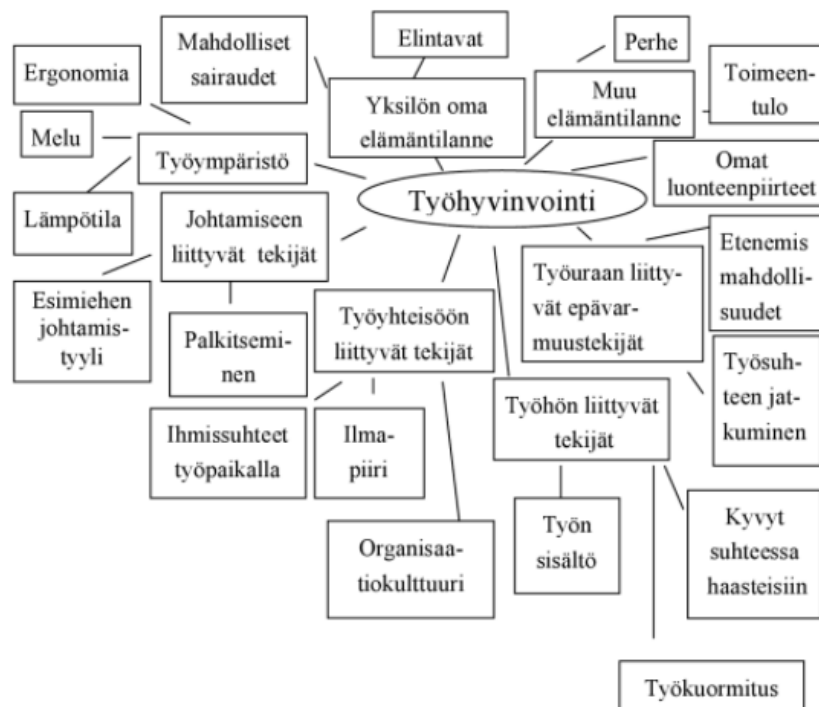 Mahdolliset
sairaudet
Elintavat
Perhe
Toimeen-
tulo
Ergonomia
Yksilön oma
elämäntilanne
Muu
elämäntilanne
Melu
Työympäristö
Omat
luonteenpiirteet
Työhyvinvointi
Lämpötila
Johtamiseen
liittyvät tekijät
Etenemis
mahdolli-
suudet
Työuraan liitty-
vät epävar-
muustekijät
Esimiehen
johtamis-
tyyli
Palkitsemi-
nen
Työyhteisöön
liittyvät tekijät
Työsuh-
teen jat-
kuminen
Työhön liittyvät
tekijät
Ihmissuhteet
työpaikalla
Ilma-
piiri
Organisaa-
tiokulttuuri
Työn
sisältö
Kyvyt
suhteessa
haasteisiin
Työkuormitus